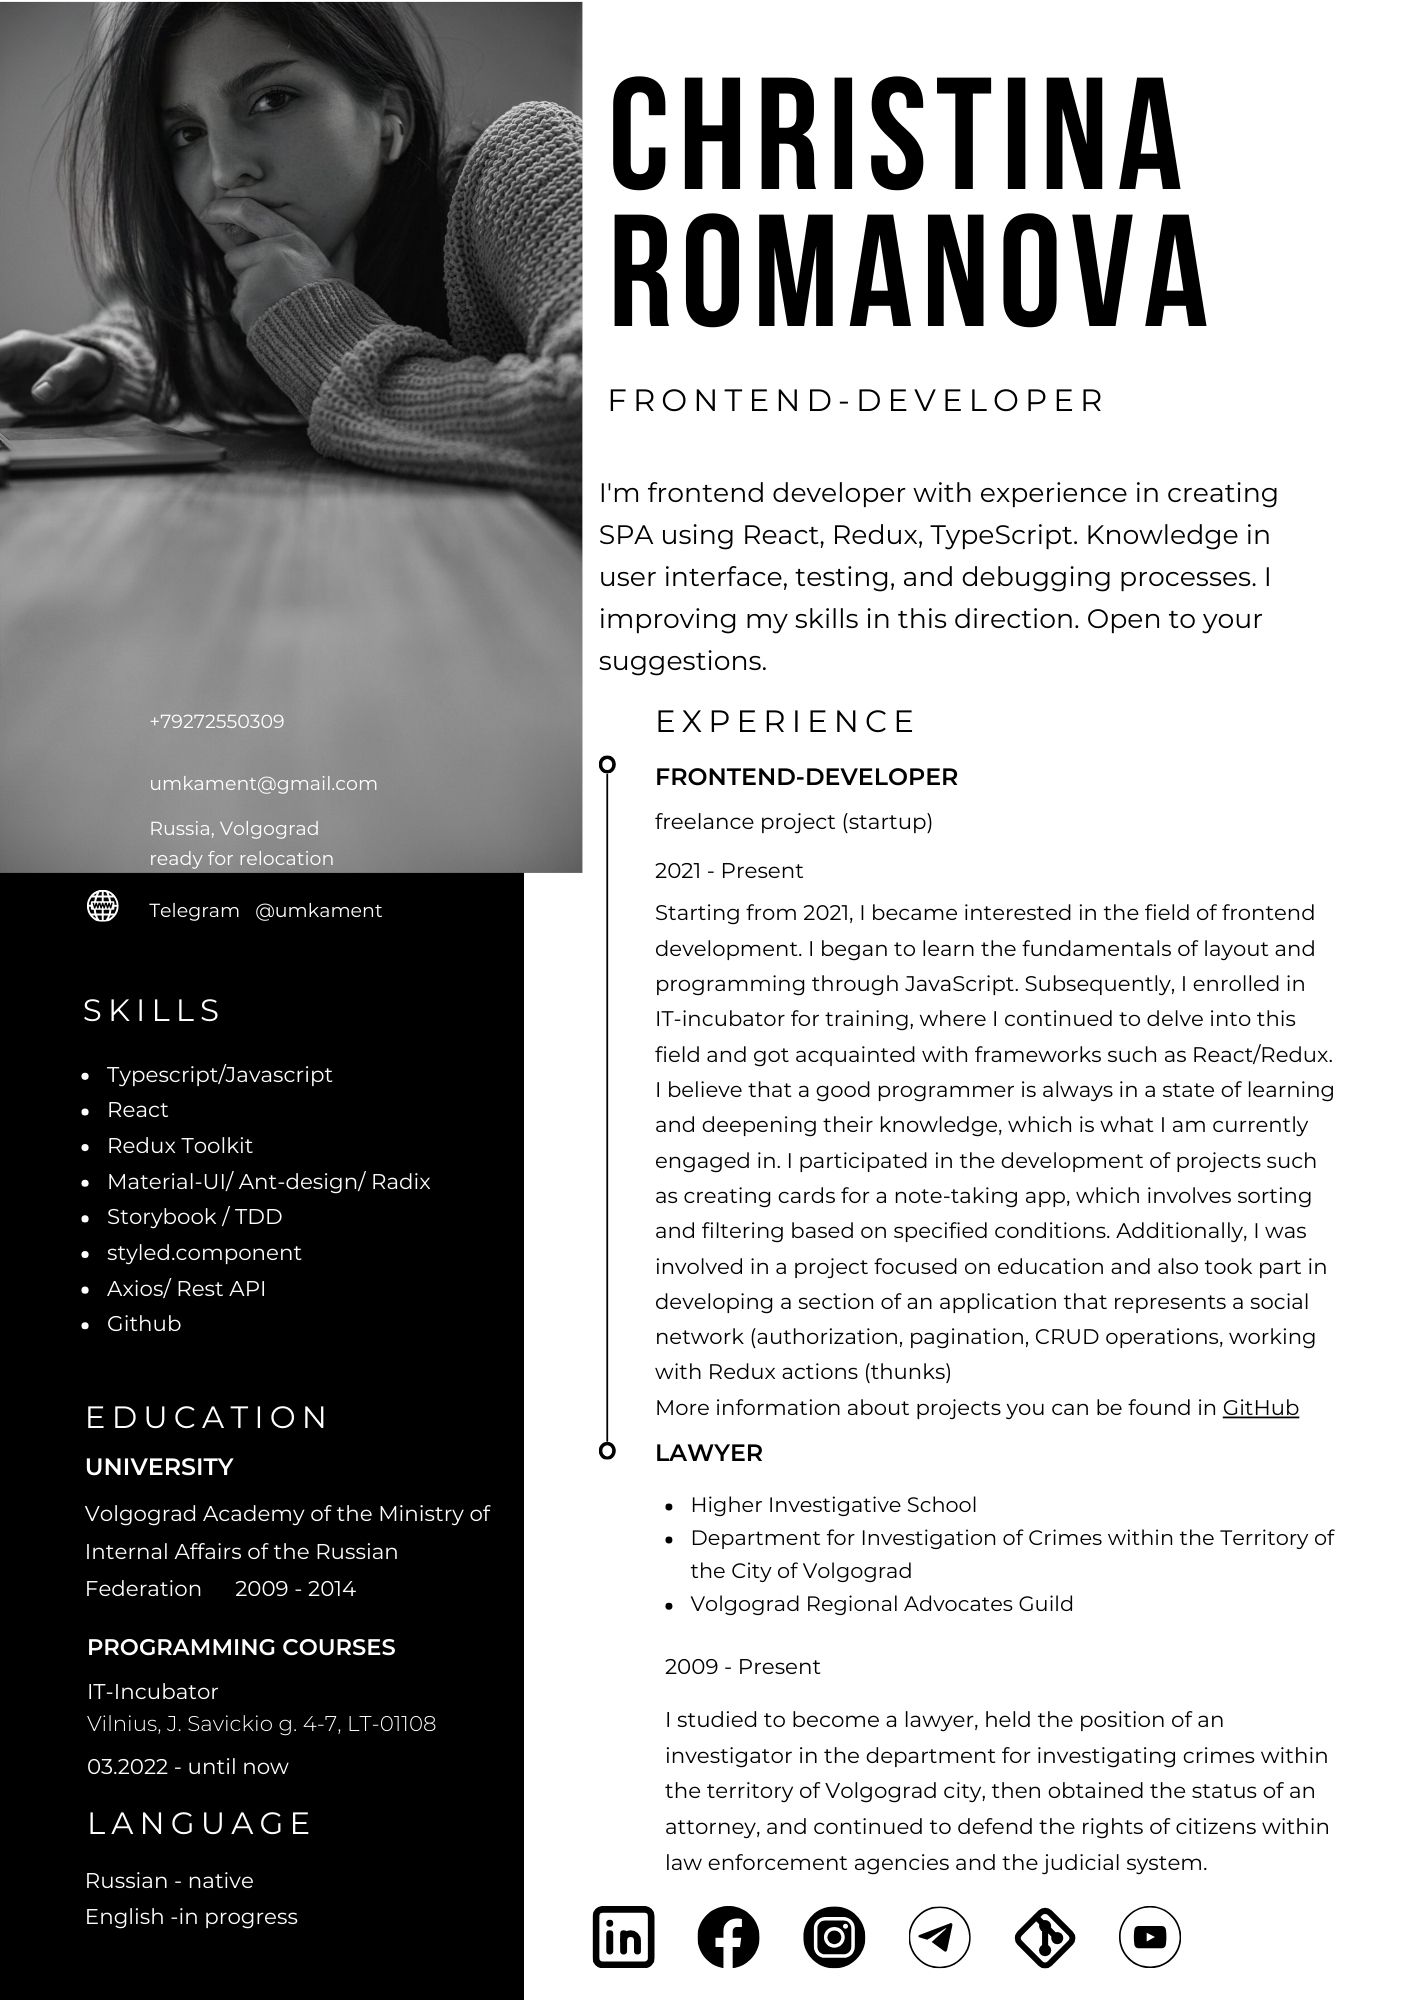 CHRISTINA
ROMANOVA
FRONTEND-DEVELOPER
I'm frontend developer with experience in creating
SPA using React, Redux, TypeScript. Knowledge in
user interface, testing, and debugging processes. I
improving my skills in this direction. Open to your
suggestions.
+79272550309
umkament@gmail.com
Russia, Volgograd
ready for relocation
WWW
Telegram @umkament
SKILLS
• Typescript/Javascript
• React
• Redux Toolkit
• Material-UI/ Ant-design/ Radix
• Storybook / TDD
• styled.component
• Axios/ Rest API
• Github
EDUCATION
UNIVERSITY
Volgograd Academy of the Ministry of
Internal Affairs of the Russian
Federation 2009 - 2014
PROGRAMMING COURSES
IT-Incubator
Vilnius, J. Savickio g. 4-7, LT-01108
03.2022 - until now
LANGUAGE
Russian - native
English -in progress
EXPERIENCE
FRONTEND-DEVELOPER
freelance project (startup)
2021 - Present
Starting from 2021, I became interested in the field of frontend
development. I began to learn the fundamentals of layout and
programming through JavaScript. Subsequently, I enrolled in
IT-incubator for training, where I continued to delve into this
field and got acquainted with frameworks such as React/Redux.
I believe that a good programmer is always in a state of learning
and deepening their knowledge, which is what I am currently
engaged in. I participated in the development of projects such
as creating cards for a note-taking app, which involves sorting
and filtering based on specified conditions. Additionally, I was
involved in a project focused on education and also took part in
developing a section of an application that represents a social
network (authorization, pagination, CRUD operations, working
with Redux actions (thunks)
More information about projects you can be found in GitHub
LAWYER
• Higher Investigative School
• Department for Investigation of Crimes within the Territory of
the City of Volgograd
• Volgograd Regional Advocates Guild
2009 - Present
I studied to become a lawyer, held the position of an
investigator in the department for investigating crimes within
the territory of Volgograd city, then obtained the status of an
attorney, and continued to defend the rights of citizens within
law enforcement agencies and the judicial system.
in